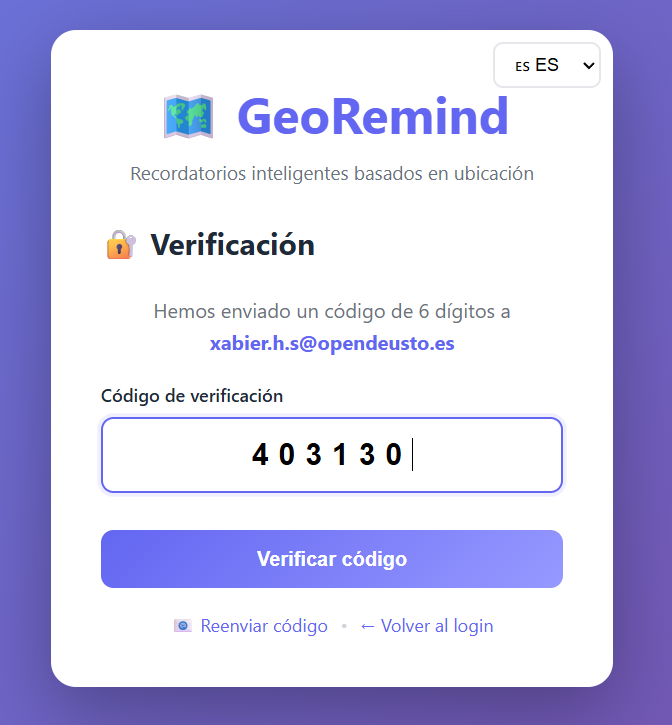 ES ES
GeoRemind
Recordatorios inteligentes basados en ubicación
Verificación
Hemos enviado un código de 6 dígitos a
xabier.h.s@opendeusto.es
Código de verificación
403130
Verificar código
Reenviar código • ← Volver al login